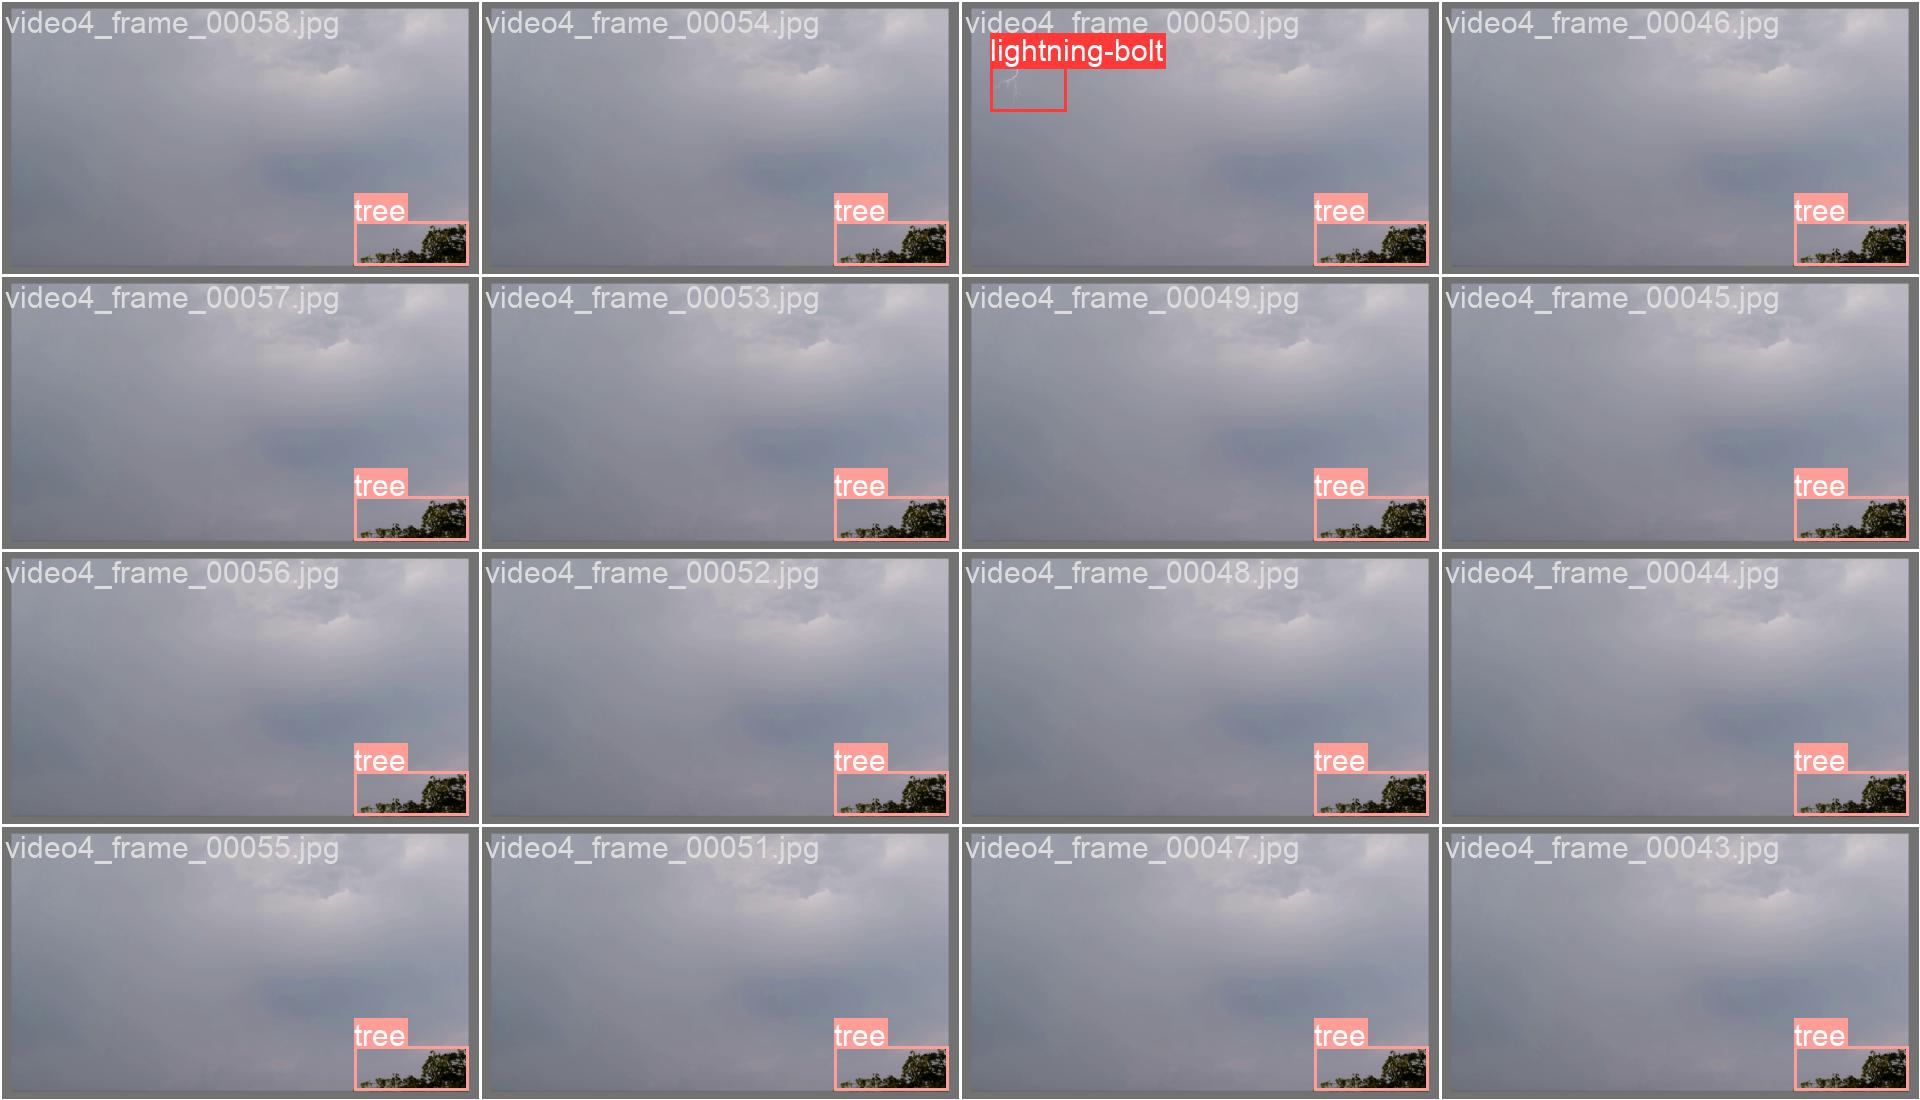 video4_frame_00058.jpg
video4_frame_00054.jpg
video4_frame_00050.jpg
video4_frame_00046.jpg
lightning-bolt
tree
tree
tree
tree
video4_frame_00057.jpg
video4_frame_00053.jpg
video4_frame_00049.jpg
video4_frame_00045.jpg
tree
tree
tree
tree
video4_frame_00056.jpg
video4_frame_00052.jpg
video4_frame_00048.jpg
video4_frame_00044.jpg
tree
tree
tree
tree
video4_frame_00055.jpg
video4_frame_00051.jpg
video4_frame_00047.jpg
video4_frame_00043.jpg
tree
tree
tree
tree